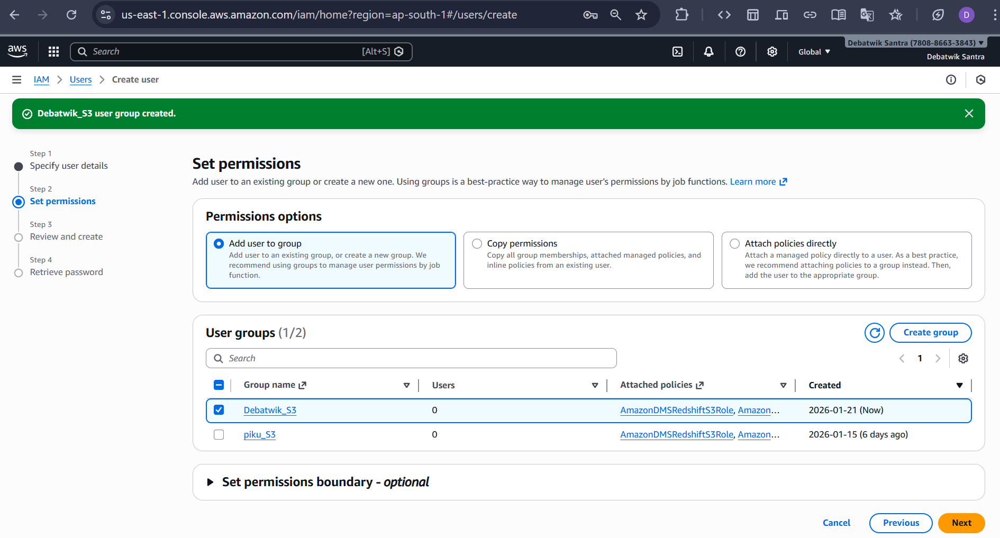 us-east-1.console.aws.amazon.com/iam/home?region=ap-south-1#/users/create
D
aws
Search
[Alt+S]
Global
Debatwik Santra (7808-8663-3843)
Debatwik Santra
IAM
Users
Create user
Debatwik_S3 user group created.
Step 1
Specify user details
Step 2
Set permissions
Step 3
Review and create
Step 4
Retrieve password
Set permissions
Add user to an existing group or create a new one. Using groups is a best-practice way to manage user's permissions by job functions. Learn more
Permissions options
Add user to group
Add user to an existing group, or create a new group. We
recommend using groups to manage user permissions by job
function.
Copy permissions
Copy all group memberships, attached managed policies, and
inline policies from an existing user.
Attach policies directly
Attach a managed policy directly to a user. As a best practice,
we recommend attaching policies to a group instead. Then,
add the user to the appropriate group.
User groups (1/2)
Create group
Search
1
Group name Users Attached policies Created
Debatwik_S3 0 AmazonDMSRedshiftS3Role, Amazon... 2026-01-21 (Now)
piku_S3 0 AmazonDMSRedshiftS3Role, Amazon... 2026-01-15 (6 days ago)
Set permissions boundary - optional
Cancel
Previous
Next